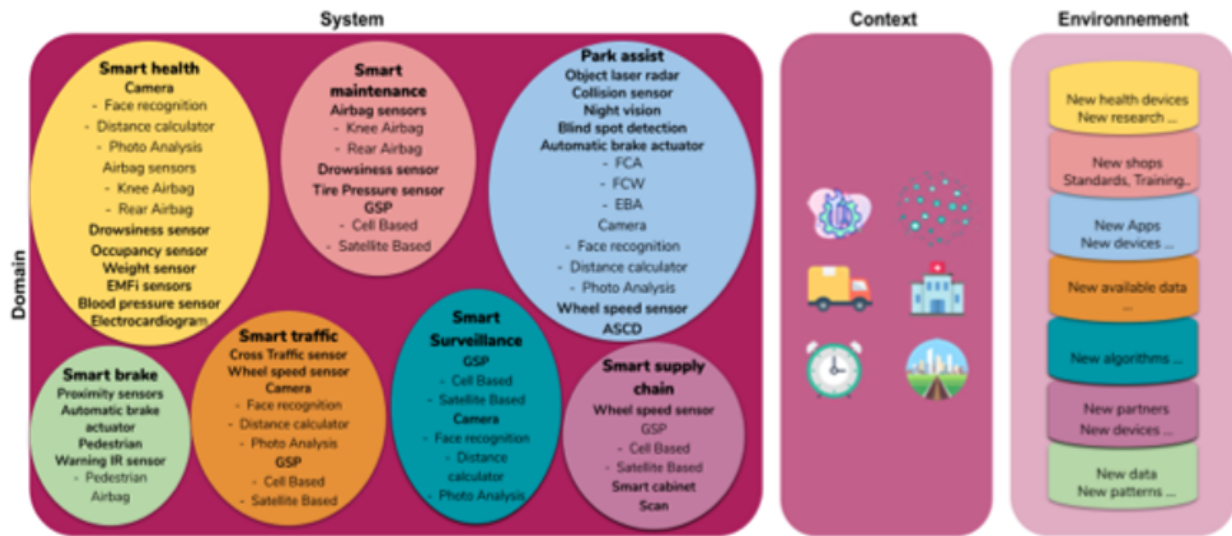 System
Context
Environnement
Domain
Smart health
Camera
- Face recognition
- Distance calculator
- Photo Analysis
Airbag sensors
- Knee Airbag
- Rear Airbag
Drowsiness sensor
Occupancy sensor
Weight sensor
EMFi sensors
Blood pressure sensor
Electrocardiogram
Smart
maintenance
Airbag sensors
- Knee Airbag
- Rear Airbag
Drowsiness sensor
Tire Pressure sensor
GSP
- Cell Based
- Satellite Based
Park assist
Object laser radar
Collision sensor
Night vision
Blind spot detection
Automatic brake actuator
- FCA
- FCW
- EBA
Camera
- Face recognition
- Distance calculator
- Photo Analysis
Wheel speed sensor
ASCD
Smart brake
Proximity sensors
Automatic brake
actuator
Pedestrian
Warning IR sensor
- Pedestrian
Airbag
Smart traffic
Cross Traffic sensor
Wheel speed sensor
Camera
- Face recognition
- Distance calculator
- Photo Analysis
GSP
- Cell Based
- Satellite Based
Smart
Surveillance
GSP
- Cell Based
- Satellite Based
Camera
- Face recognition
- Distance
calculator
- Photo Analysis
Smart supply
chain
Wheel speed sensor
GSP
- Cell Based
- Satellite Based
Smart cabinet
Scan
New health devices
New research ...
New shops
Standards, Training..
New Apps
New devices ...
New available data
...
New algorithms ...
New partners
New devices ...
New data
New patterns ...